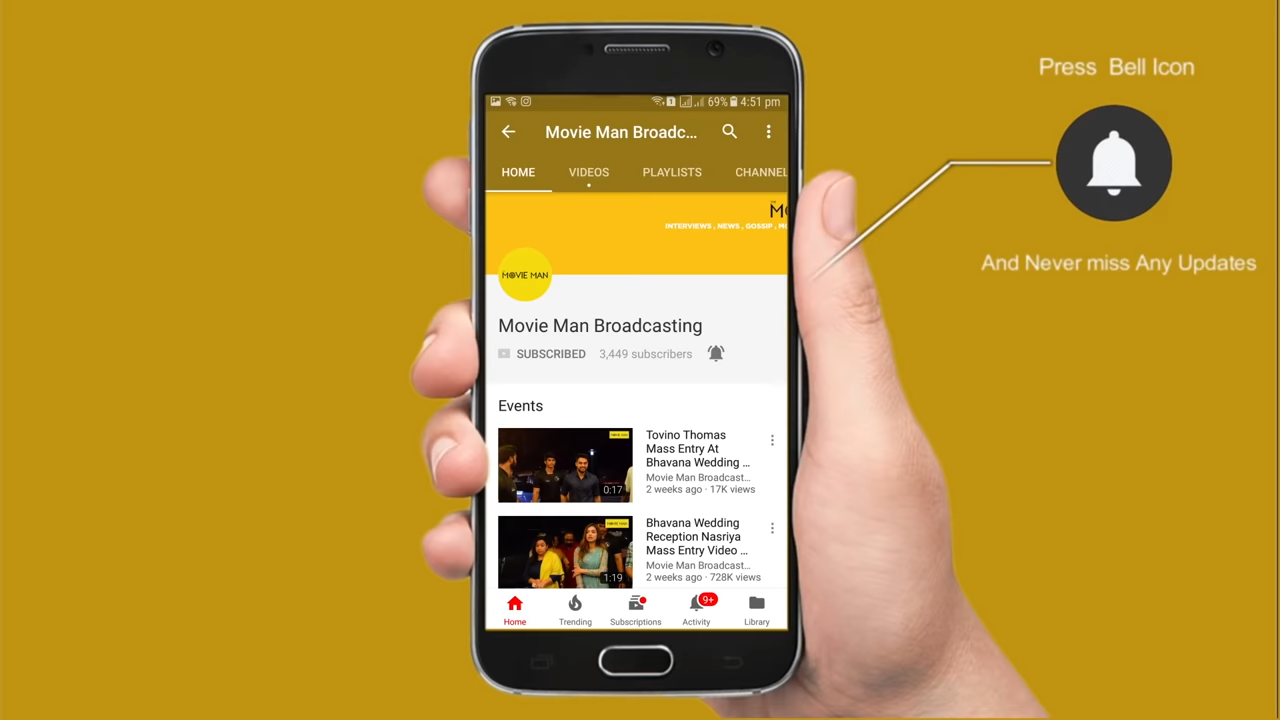 Press Bell Icon
69% 4:51 pm
Movie Man Broadc...
HOME VIDEOS PLAYLISTS CHANNEL
INTERVIEWS , NEWS , GOSSIP ,
MOVIE MAN
Movie Man Broadcasting
SUBSCRIBED 3,449 subscribers
And Never miss Any Updates
Events
Tovino Thomas
Mass Entry At
Bhavana Wedding ...
Movie Man Broadcast...
2 weeks ago · 17K views
0:17
Bhavana Wedding
Reception Nasriya
Mass Entry Video ...
Movie Man Broadcast...
2 weeks ago · 728K views
1:19
9+
Home Trending Subscriptions Activity Library